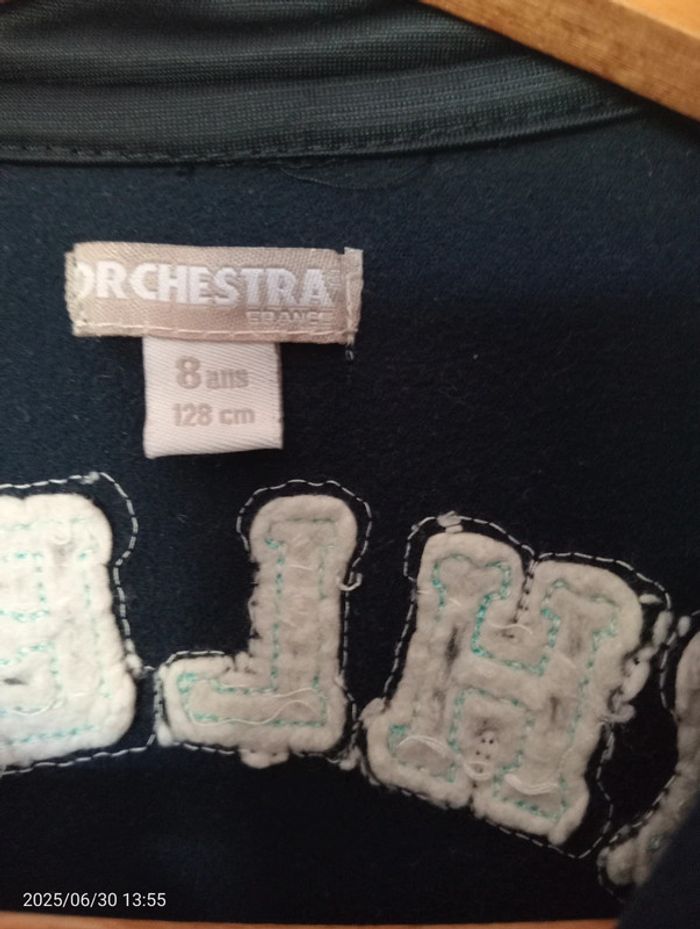 ORCHESTRA
FRANCE
8 ans
128 cm
2025/06/30 13:55